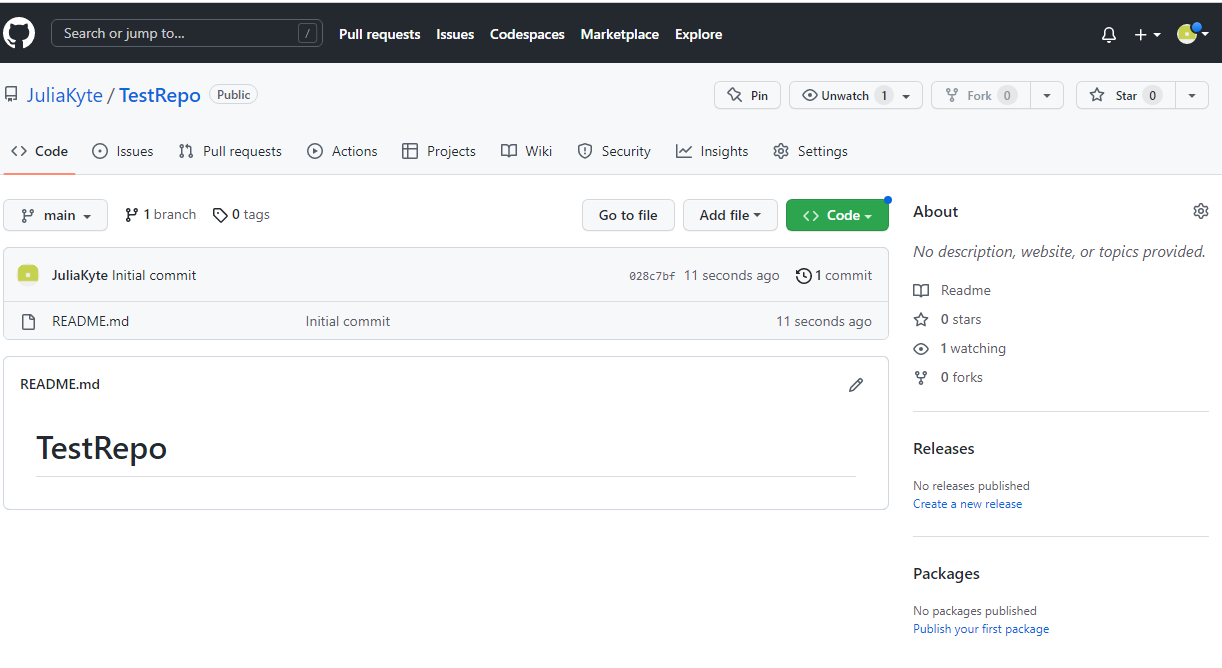 Search or jump to... / Pull requests Issues Codespaces Marketplace Explore
JuliaKyte / TestRepo Public Pin Unwatch 1 Fork 0 Star 0
Code Issues Pull requests Actions Projects Wiki Security Insights Settings
main 1 branch 0 tags Go to file Add file Code
JuliaKyte Initial commit 028c7bf 11 seconds ago 1 commit
README.md Initial commit 11 seconds ago
README.md
TestRepo
About
No description, website, or topics provided.
Readme
0 stars
1 watching
0 forks
Releases
No releases published
Create a new release
Packages
No packages published
Publish your first package